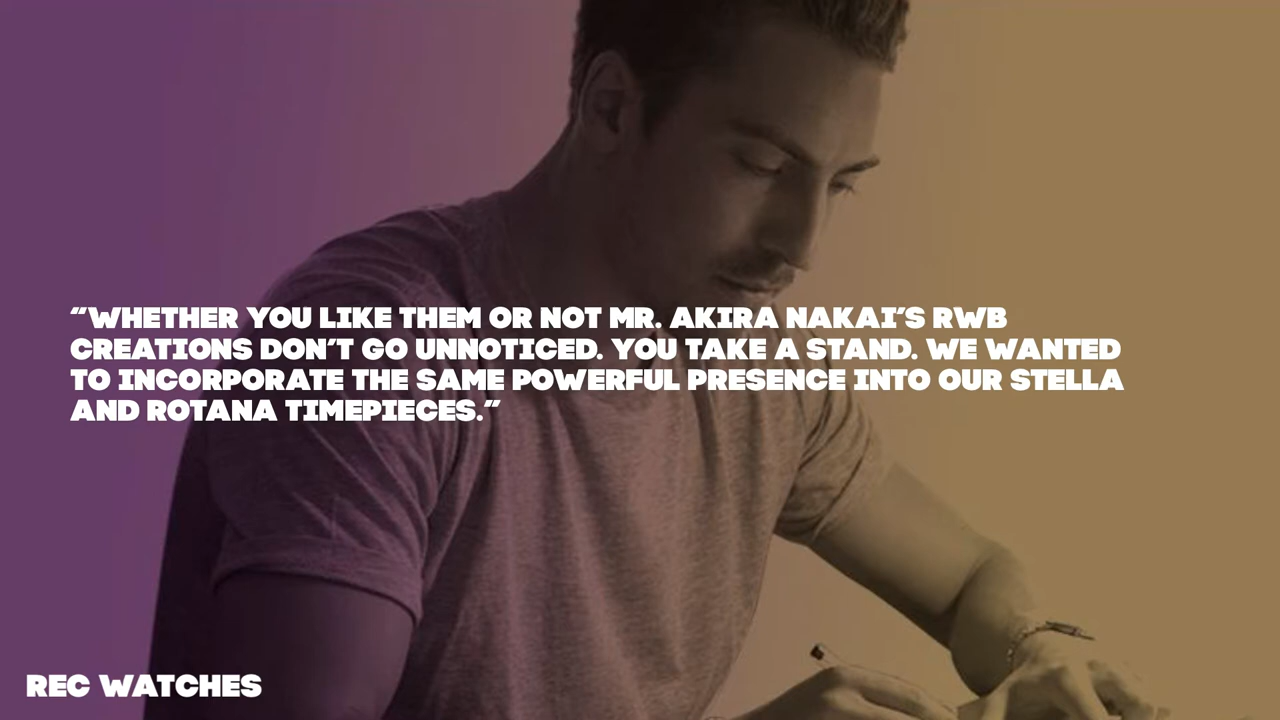 “WHETHER YOU LIKE THEM OR NOT MR. AKIRA NAKAI’S RWB
CREATIONS DON’T GO UNNOTICED. YOU TAKE A STAND. WE WANTED
TO INCORPORATE THE SAME POWERFUL PRESENCE INTO OUR STELLA
AND ROTANA TIMEPIECES.”
REC WATCHES